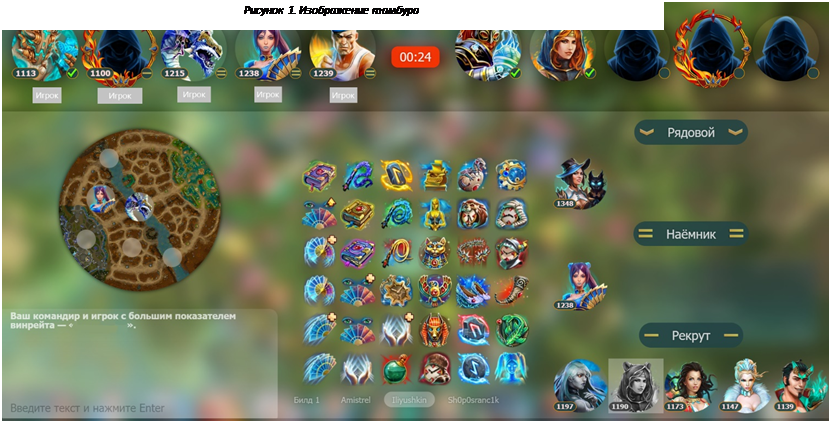 Рисунок 1. Изображение аламбуро
1113
1100
1215
1238
1239
00:24
Игрок
Игрок
Игрок
Игрок
Игрок
Рядовой
1348
Наёмник
1238
Рекрут
Ваш командир и игрок с большим показателем
винрейта — « ».
1197
1190
1173
1147
1139
Билд 1
Amistrel
Iliyushkin
Sh0p0sranc1k
Введите текст и нажмите Enter